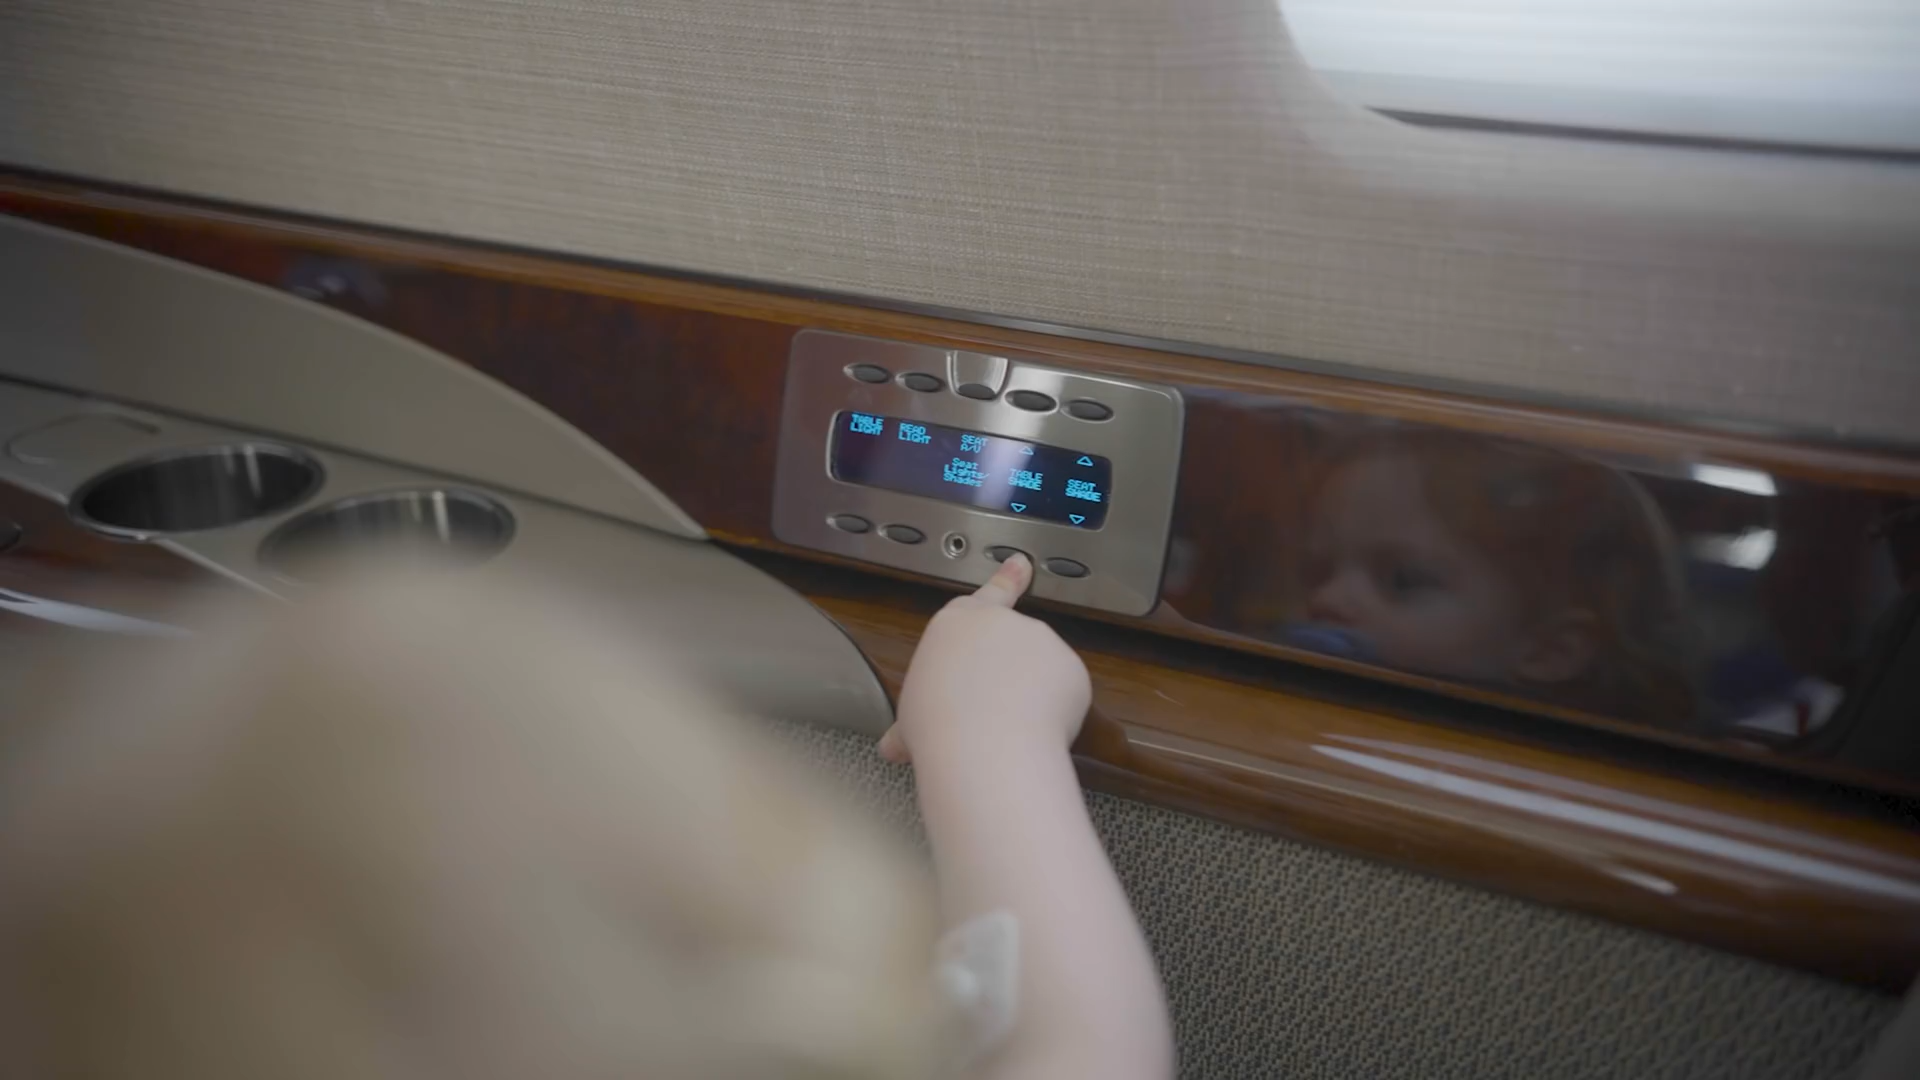 TABLE
LIGHT
READ
LIGHT
SEAT
A/V
Seat
Lights/
Shades
TABLE
SHADE
SEAT
SHADE